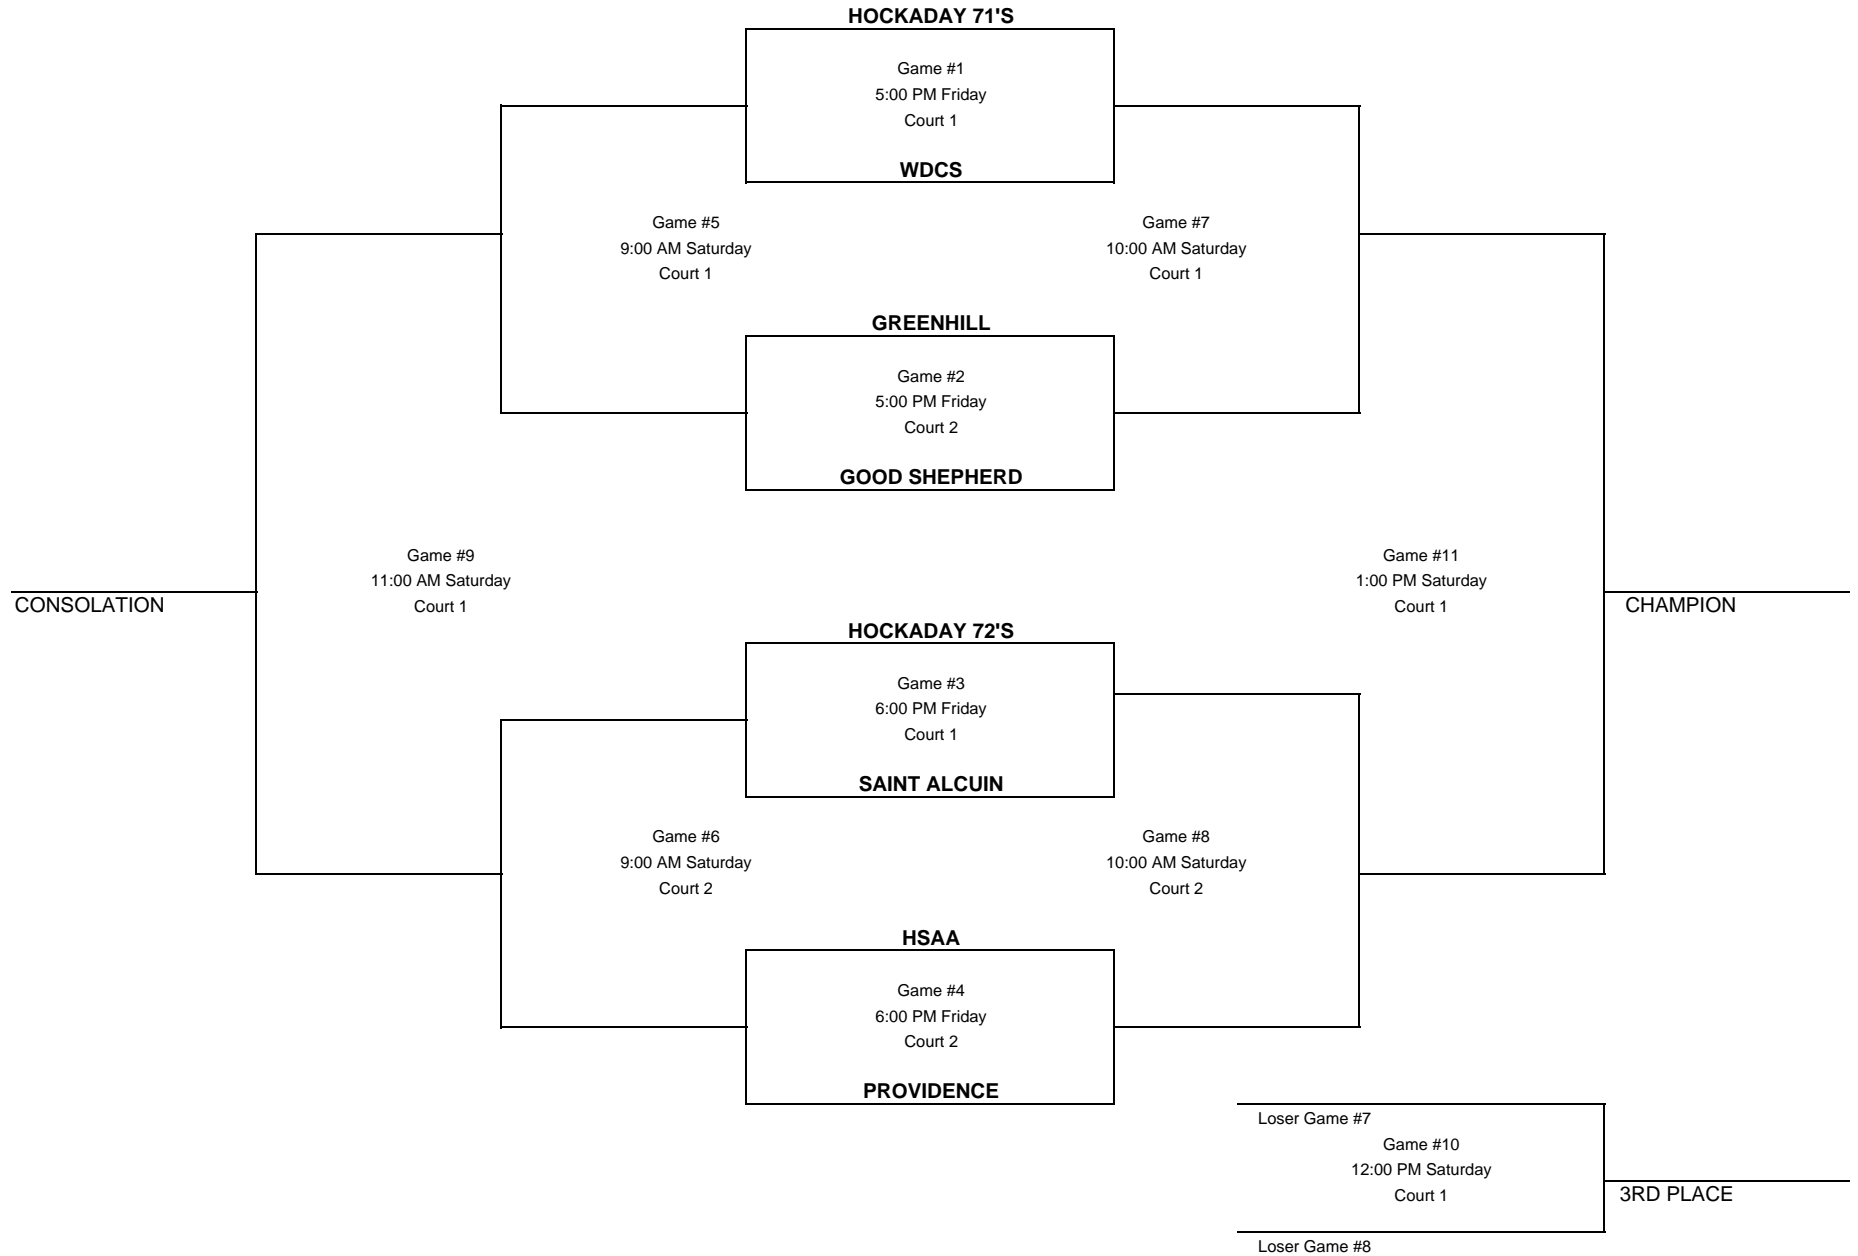 HOCKADAY 71'S
Game #1
5:00 PM Friday
Court 1
WDCS
Game #5
9:00 AM Saturday
Court 1
Game #7
10:00 AM Saturday
Court 1
GREENHILL
Game #2
5:00 PM Friday
Court 2
GOOD SHEPHERD
Game #9
11:00 AM Saturday
Court 1
CONSOLATION
Game #11
1:00 PM Saturday
Court 1
CHAMPION
HOCKADAY 72'S
Game #3
6:00 PM Friday
Court 1
SAINT ALCUIN
Game #6
9:00 AM Saturday
Court 2
Game #8
10:00 AM Saturday
Court 2
HSAA
Game #4
6:00 PM Friday
Court 2
PROVIDENCE
Loser Game #7
Game #10
12:00 PM Saturday
Court 1
3RD PLACE
Loser Game #8